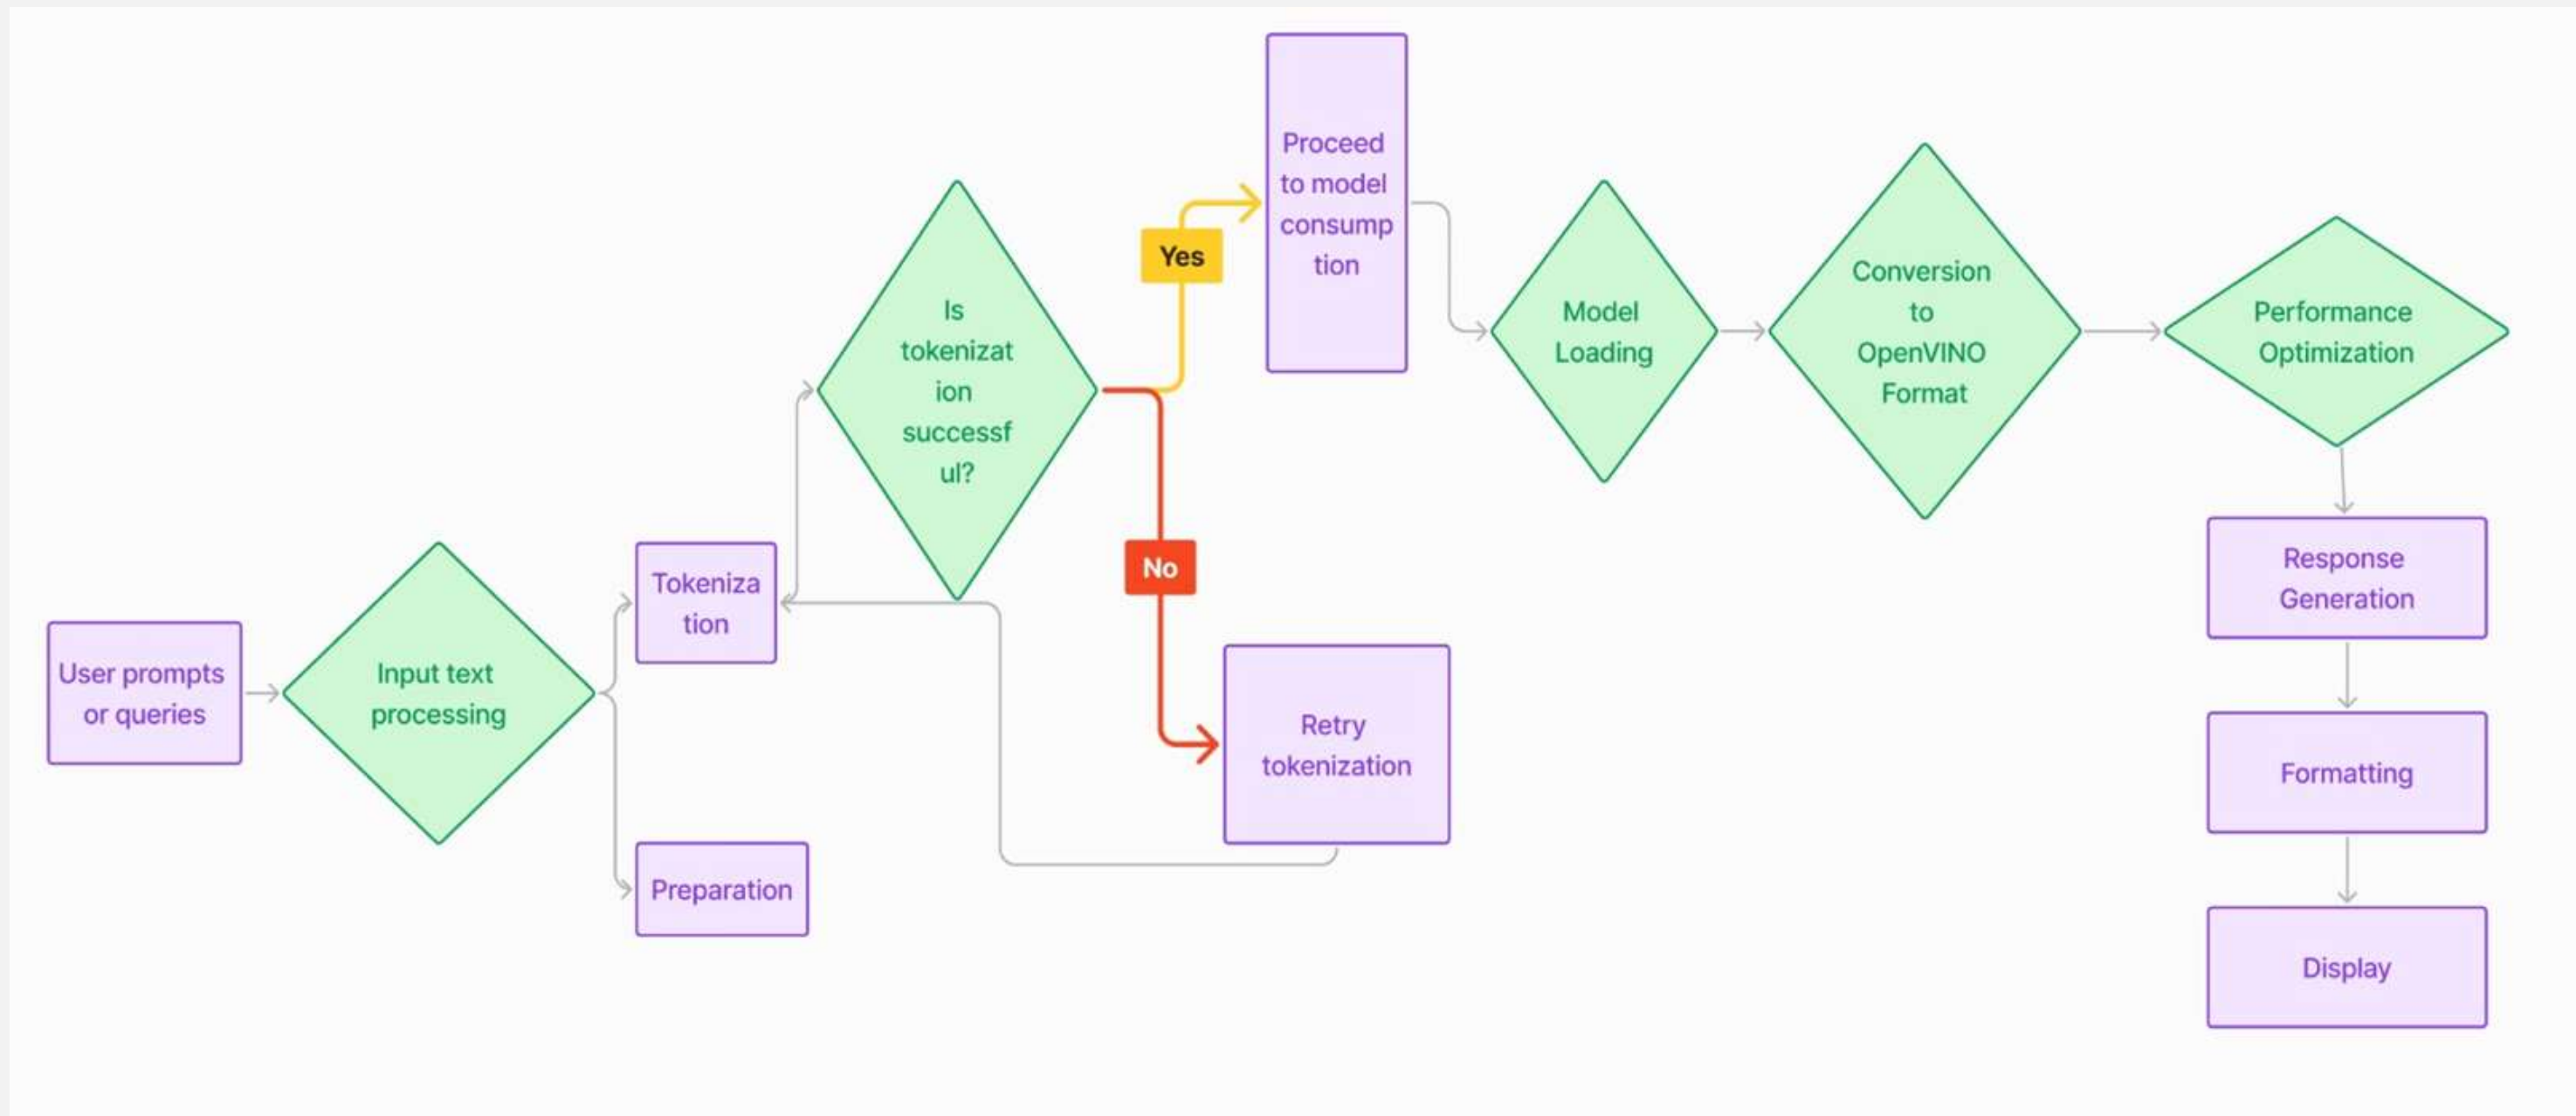 User prompts
or queries
Input text
processing
Tokeniza
tion
Preparation
Is
tokenizat
ion
successf
ul?
Yes
No
Proceed
to model
consump
tion
Retry
tokenization
Model
Loading
Conversion
to
OpenVINO
Format
Performance
Optimization
Response
Generation
Formatting
Display